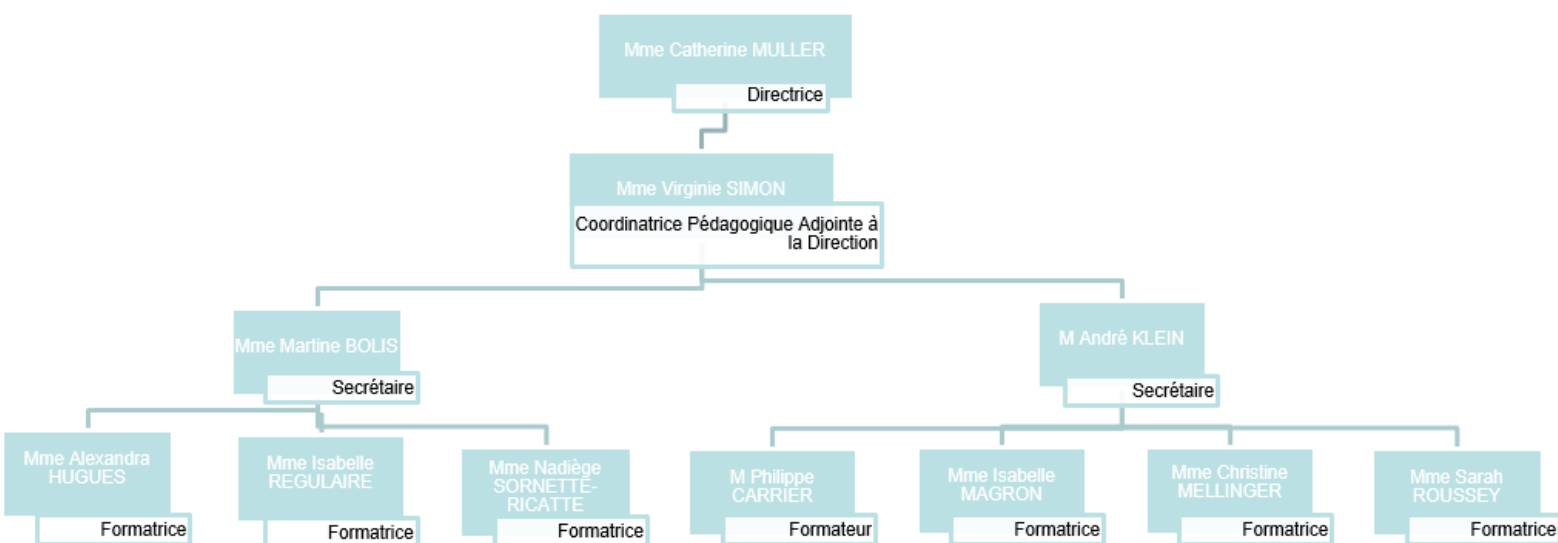 Mme Catherine MULLER
Directrice
Mme Virginie SIMON
Coordinatrice Pédagogique Adjointe à
la Direction
Mme Martine BOLIS
Secrétaire
M André KLEIN
Secrétaire
Mme Alexandra
HUGUES
Formatrice
Mme Isabelle
REGULAIRE
Formatrice
Mme Nadiège
SORNETTE-
RICATTE
Formatrice
M Philippe
CARRIER
Formateur
Mme Isabelle
MAGRON
Formatrice
Mme Christine
MELLINGER
Formatrice
Mme Sarah
ROUSSEY
Formatrice